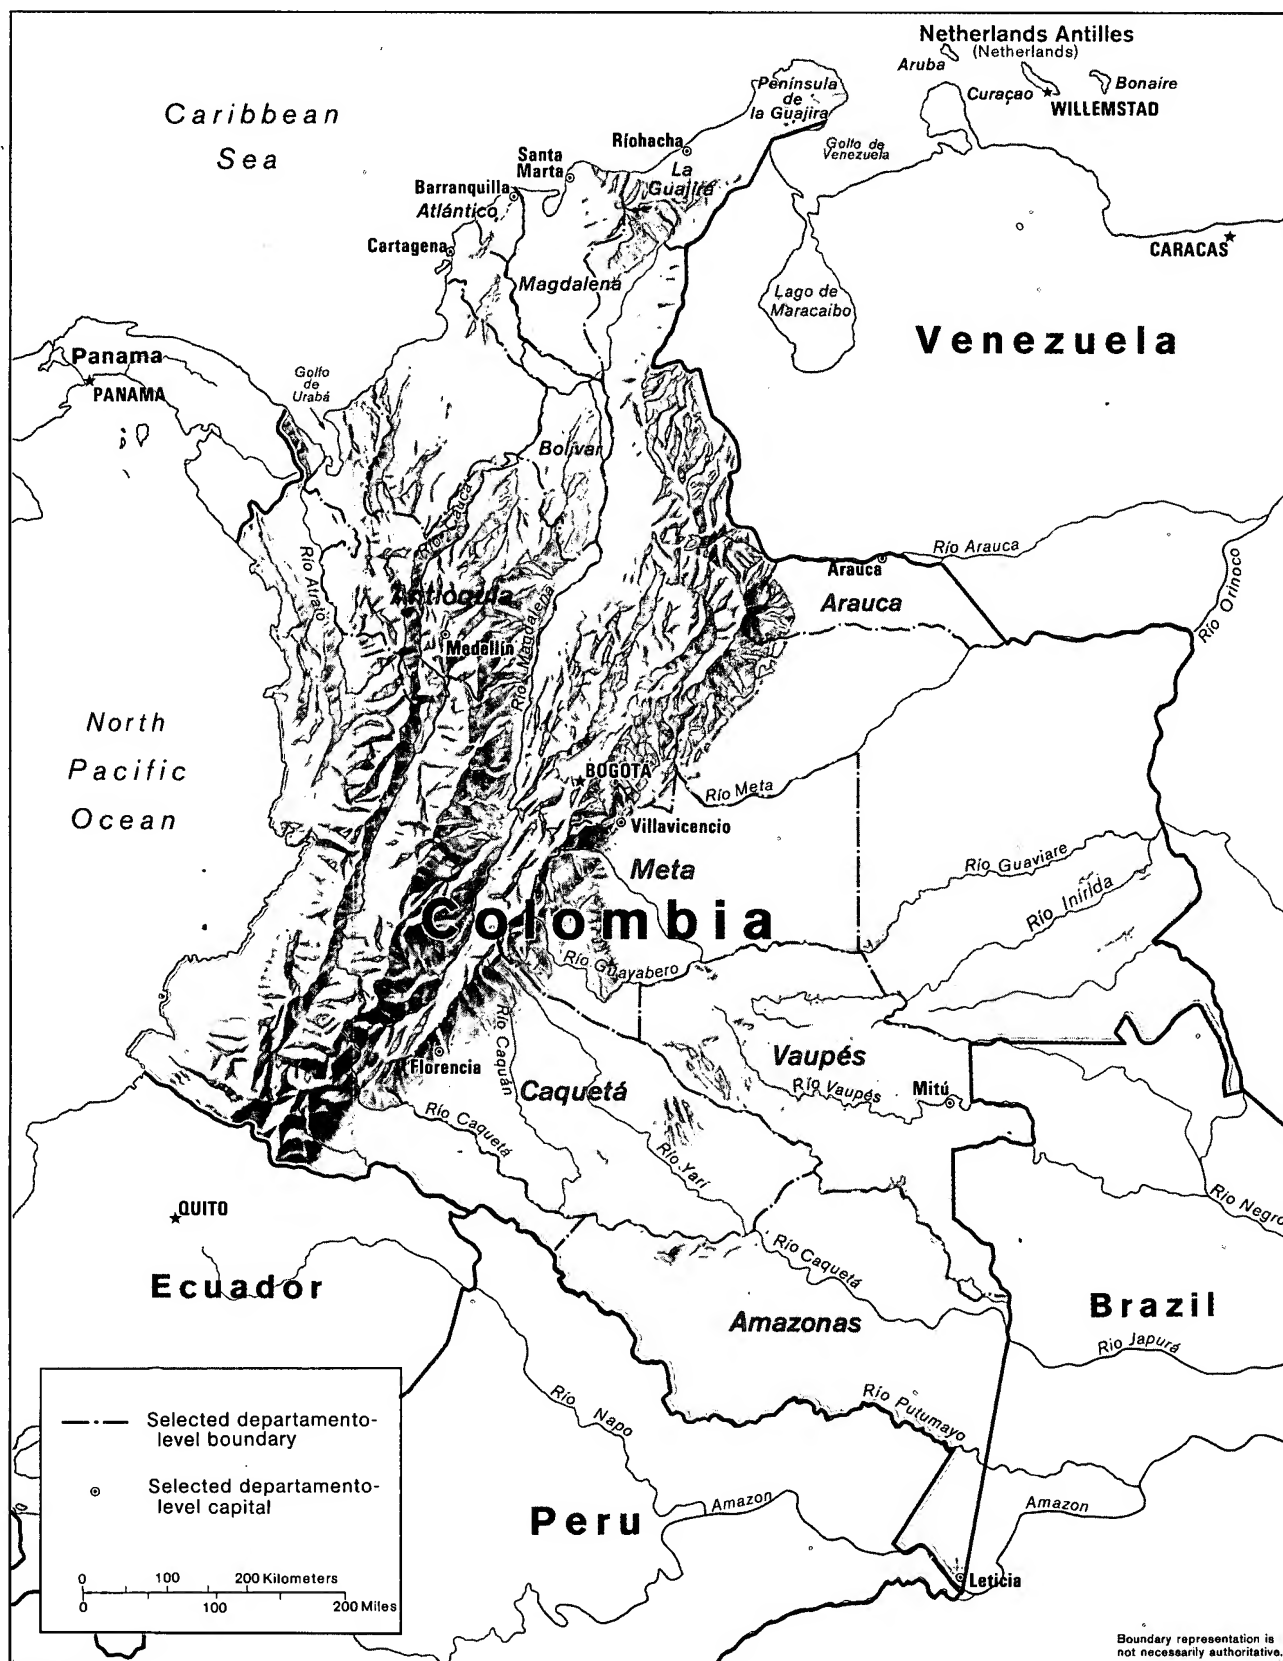 Netherlands Antilles
(Netherlands)
Aruba
Curaçao
Bonaire
WILLEMSTAD
Caribbean
Sea
Península
de
la Guajira
Golfo de
Venezuela
Ríohacha
La
Guajira
Santa
Marta
Barranquilla
Atlántico
Cartagena
CARACAS
Magdalena
Lago de
Maracaibo
Venezuela
Panama
PANAMA
Golfo
de
Urabá
Bolívar
Río Cauca
Río Atrato
Antioquia
Medellín
Río Magdalena
Río Arauca
Arauca
Arauca
Río Orinoco
North
Pacific
Ocean
BOGOTA
Río Meta
Villavicencio
Meta
Río Guaviare
Río Inírida
Colombia
Río Guayabero
Río Caquán
Florencia
Caquetá
Vaupés
Río Vaupés
Mitú
Río Caquetá
Río Yarí
QUITO
Rio Negro
Ecuador
Río Caquetá
Amazonas
Brazil
Rio Japurá
Río Putumayo
Río Napo
Peru
Amazon
Amazon
Leticia
Selected departamento-
level boundary
Selected departamento-
level capital
0 100 200 Kilometers
0 100 200 Miles
Boundary representation is
not necessarily authoritative.